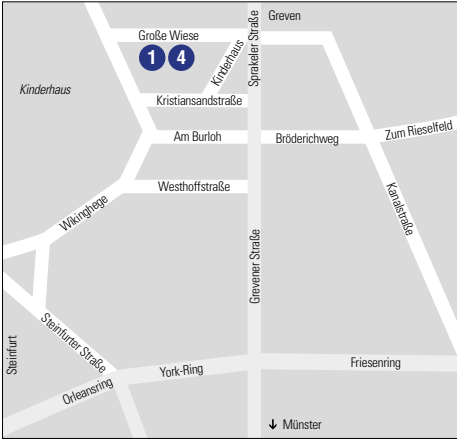 Greven
Sprakeler Straße
Große Wiese
1 4
Kinderhaus
Kinderhaus
Kristiansandstraße
Am Burloh
Bröderichweg
Zum Rieselfeld
Westhoffstraße
Wikinghege
Kanalstraße
Grevener Straße
Steinfurter Straße
Steinfurt
York-Ring
Friesenring
Orleansring
↓ Münster